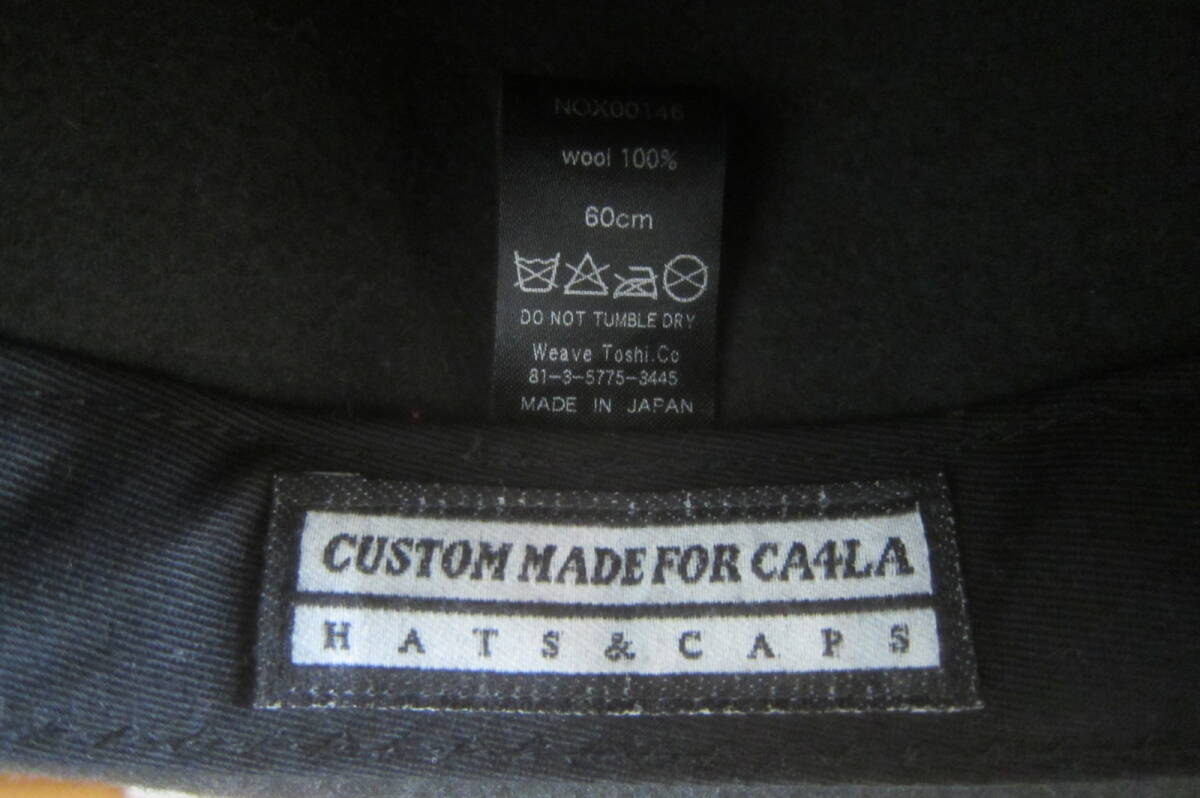 NOX00146
wool 100%
60cm
DO NOT TUMBLE DRY
Weave Toshi.Co
81-3-5775-3445
MADE IN JAPAN
CUSTOM MADE FOR CA4LA
HATS & CAPS